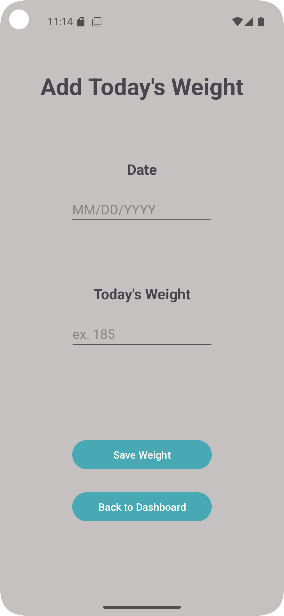 11:14
Add Today's Weight
Date
MM/DD/YYYY
Today's Weight
ex. 185
Save Weight
Back to Dashboard